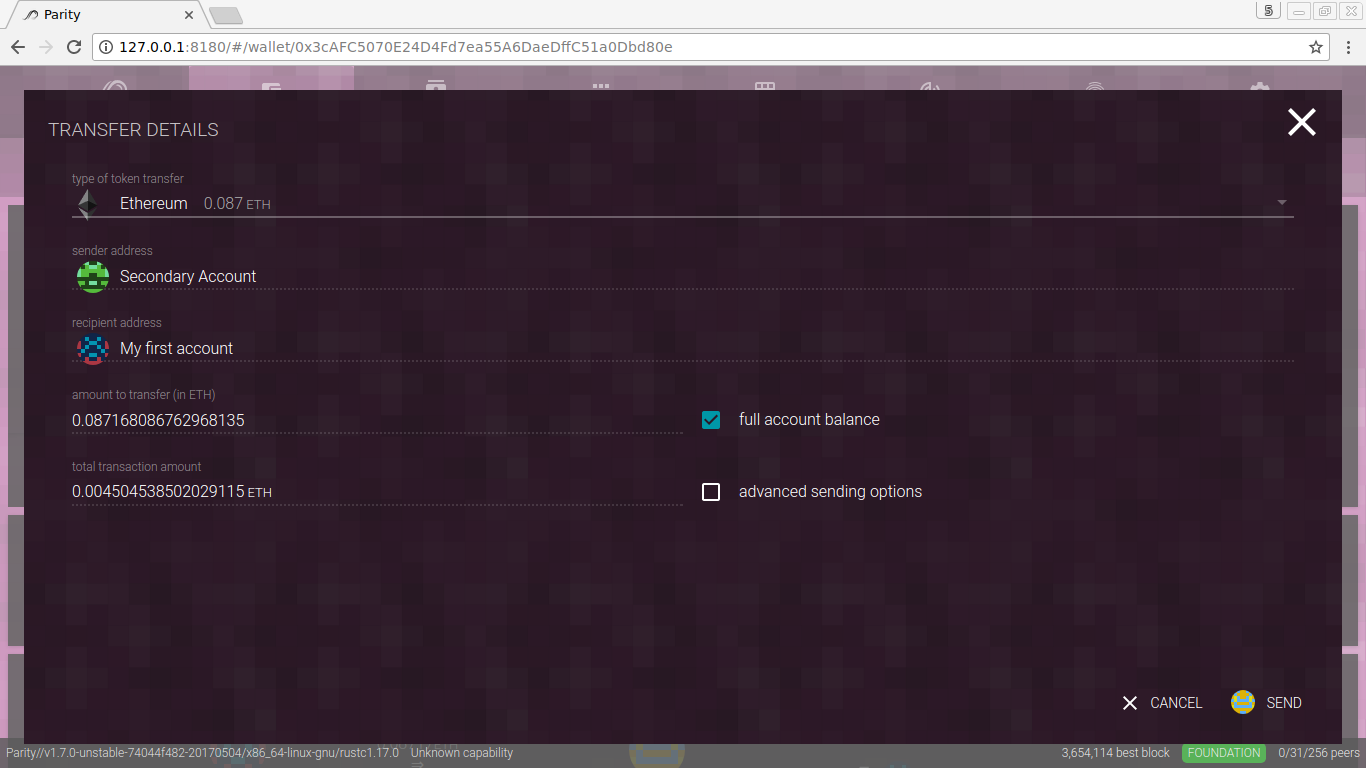 Parity
5
127.0.0.1:8180/#/wallet/0x3cAFC5070E24D4Fd7ea55A6DaeDffC51a0Dbd80e
TRANSFER DETAILS
type of token transfer
Ethereum 0.087 ETH
sender address
Secondary Account
recipient address
My first account
amount to transfer (in ETH)
0.087168086762968135
full account balance
total transaction amount
0.004504538502029115 ETH
advanced sending options
CANCEL
SEND
Parity//v1.7.0-unstable-74044f482-20170504/x86_64-linux-gnu/rustc1.17.0 Unknown capability
3,654,114 best block FOUNDATION 0/31/256 peers